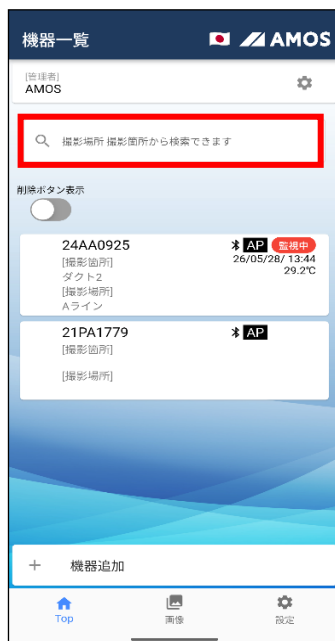 機器一覧
AMOS
[管理者]
AMOS
撮影場所 撮影箇所から検索できます
削除ボタン表示
24AA0925
AP 監視中
[撮影箇所]
26/05/28/ 13:44
ダクト2
29.2℃
[撮影場所]
Aライン
21PA1779
AP
[撮影箇所]
[撮影場所]
+ 機器追加
Top
画像
設定